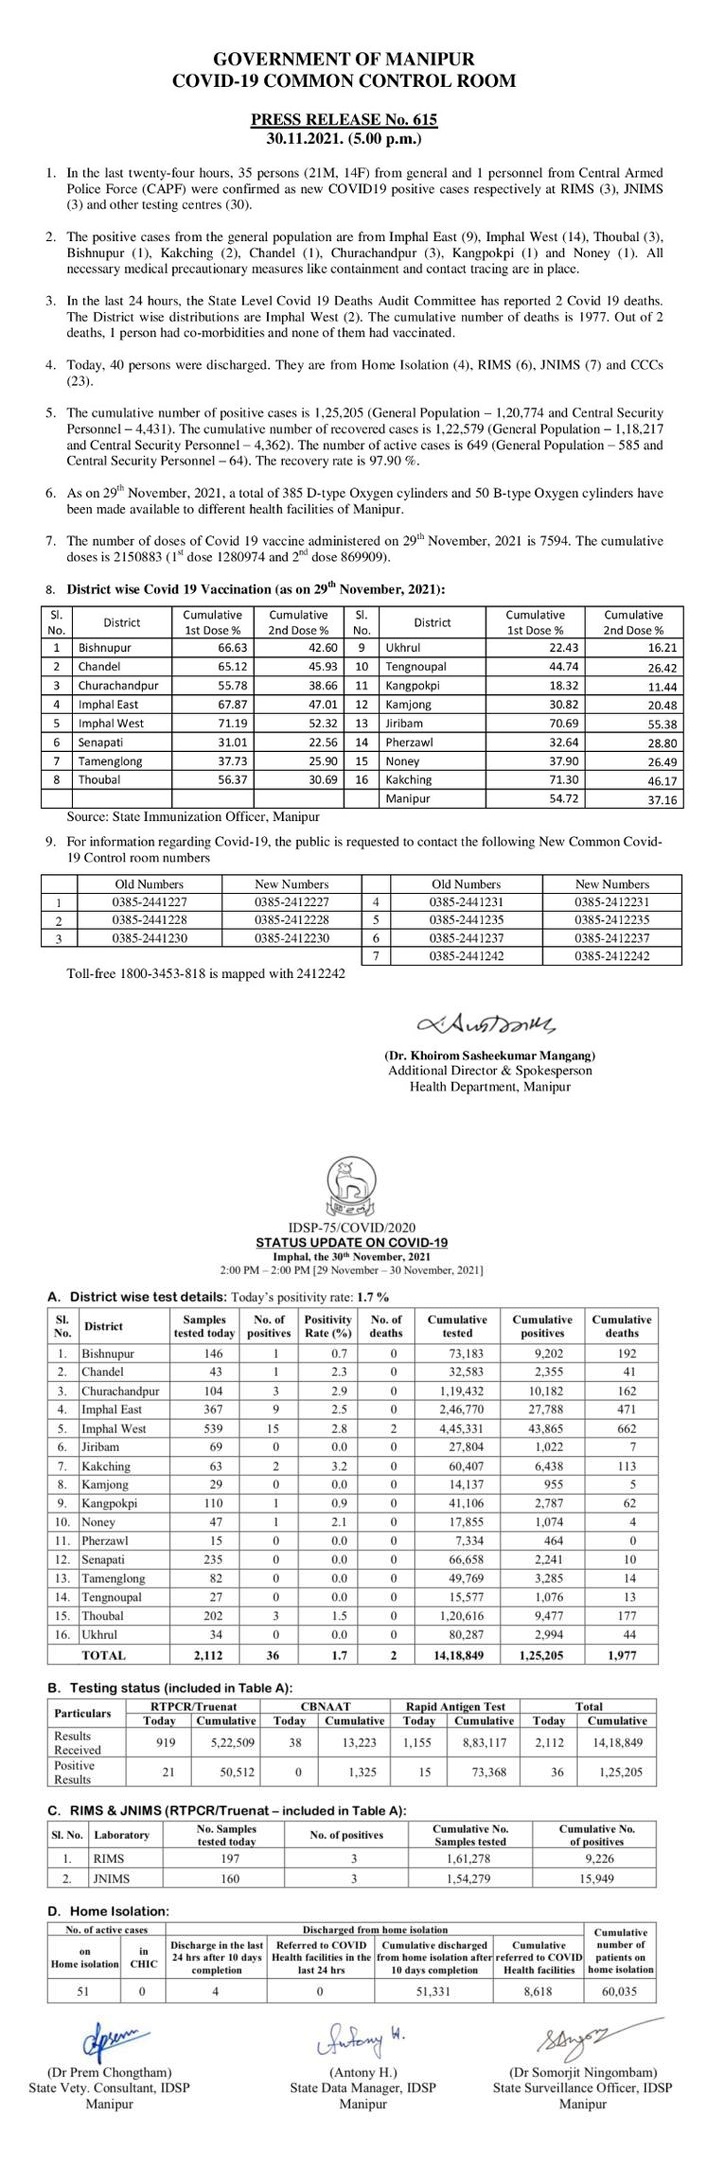 GOVERNMENT OF MANIPUR
COVID-19 COMMON CONTROL ROOM
PRESS RELEASE No. 615
30.11.2021. (5.00 p.m.)
1. In the last twenty-four hours, 35 persons (21M, 14F) from general and 1 personnel from Central Armed
Police Force (CAPF) were confirmed as new COVID19 positive cases respectively at RIMS (3), JNIMS
(3) and other testing centres (30).
2. The positive cases from the general population are from Imphal East (9), Imphal West (14), Thoubal (3),
Bishnupur (1), Kakching (2), Chandel (1), Churachandpur (3), Kangpokpi (1) and Noney (1). All
necessary medical precautionary measures like containment and contact tracing are in place.
3. In the last 24 hours, the State Level Covid 19 Deaths Audit Committee has reported 2 Covid 19 deaths.
The District wise distributions are Imphal West (2). The cumulative number of deaths is 1977. Out of 2
deaths, 1 person had co-morbidities and none of them had vaccinated.
4. Today, 40 persons were discharged. They are from Home Isolation (4), RIMS (6), JNIMS (7) and CCCs
(23).
5. The cumulative number of positive cases is 1,25,205 (General Population – 1,20,774 and Central Security
Personnel – 4,431). The cumulative number of recovered cases is 1,22,579 (General Population – 1,18,217
and Central Security Personnel – 4,362). The number of active cases is 649 (General Population – 585 and
Central Security Personnel – 64). The recovery rate is 97.90 %.
6. As on 29th November, 2021, a total of 385 D-type Oxygen cylinders and 50 B-type Oxygen cylinders have
been made available to different health facilities of Manipur.
7. The number of doses of Covid 19 vaccine administered on 29th November, 2021 is 7594. The cumulative
doses is 2150883 (1st dose 1280974 and 2nd dose 869909).
8. District wise Covid 19 Vaccination (as on 29th November, 2021):
Sl. No. District Cumulative 1st Dose % Cumulative 2nd Dose % Sl. No. District Cumulative 1st Dose % Cumulative 2nd Dose %
1 Bishnupur 66.63 42.60 9 Ukhrul 22.43 16.21
2 Chandel 65.12 45.93 10 Tengnoupal 44.74 26.42
3 Churachandpur 55.78 38.66 11 Kangpokpi 18.32 11.44
4 Imphal East 67.87 47.01 12 Kamjong 30.82 20.48
5 Imphal West 71.19 52.32 13 Jiribam 70.69 55.38
6 Senapati 31.01 22.56 14 Pherzawl 32.64 28.80
7 Tamenglong 37.73 25.90 15 Noney 37.90 26.49
8 Thoubal 56.37 30.69 16 Kakching 71.30 46.17
Manipur 54.72 37.16
Source: State Immunization Officer, Manipur
9. For information regarding Covid-19, the public is requested to contact the following New Common Covid-
19 Control room numbers
Old Numbers New Numbers Old Numbers New Numbers
1 0385-2441227 0385-2412227 4 0385-2441231 0385-2412231
2 0385-2441228 0385-2412228 5 0385-2441235 0385-2412235
3 0385-2441230 0385-2412230 6 0385-2441237 0385-2412237
7 0385-2441242 0385-2412242
Toll-free 1800-3453-818 is mapped with 2412242
(Dr. Khoirom Sasheekumar Mangang)
Additional Director & Spokesperson
Health Department, Manipur
IDSP-75/COVID/2020
STATUS UPDATE ON COVID-19
Imphal, the 30th November, 2021
2:00 PM – 2:00 PM [29 November – 30 November, 2021]
A. District wise test details: Today's positivity rate: 1.7 %
Sl. No. District Samples tested today No. of positives Positivity Rate (%) No. of deaths Cumulative tested Cumulative positives Cumulative deaths
1. Bishnupur 146 1 0.7 0 73,183 9,202 192
2. Chandel 43 1 2.3 0 32,583 2,355 41
3. Churachandpur 104 3 2.9 0 1,19,432 10,182 162
4. Imphal East 367 9 2.5 0 2,46,770 27,788 471
5. Imphal West 539 15 2.8 2 4,45,331 43,865 662
6. Jiribam 69 0 0.0 0 27,804 1,022 7
7. Kakching 63 2 3.2 0 60,407 6,438 113
8. Kamjong 29 0 0.0 0 14,137 955 5
9. Kangpokpi 110 1 0.9 0 41,106 2,787 62
10. Noney 47 1 2.1 0 17,855 1,074 4
11. Pherzawl 15 0 0.0 0 7,334 464 0
12. Senapati 235 0 0.0 0 66,658 2,241 10
13. Tamenglong 82 0 0.0 0 49,769 3,285 14
14. Tengnoupal 27 0 0.0 0 15,577 1,076 13
15. Thoubal 202 3 1.5 0 1,20,616 9,477 177
16. Ukhrul 34 0 0.0 0 80,287 2,994 44
TOTAL 2,112 36 1.7 2 14,18,849 1,25,205 1,977
B. Testing status (included in Table A):
Particulars RTPCR/Truenat CBNAAT Rapid Antigen Test Total
Today Cumulative Today Cumulative Today Cumulative Today Cumulative
Results Received 919 5,22,509 38 13,223 1,155 8,83,117 2,112 14,18,849
Positive Results 21 50,512 0 1,325 15 73,368 36 1,25,205
C. RIMS & JNIMS (RTPCR/Truenat – included in Table A):
Sl. No. Laboratory No. Samples tested today No. of positives Cumulative No. Samples tested Cumulative No. of positives
1. RIMS 197 3 1,61,278 9,226
2. JNIMS 160 3 1,54,279 15,949
D. Home Isolation:
No. of active cases Discharged from home isolation Cumulative number of patients on home isolation
on Home isolation in CHIC Discharge in the last 24 hrs after 10 days completion Referred to COVID Health facilities in the last 24 hrs Cumulative discharged from home isolation after 10 days completion Cumulative referred to COVID Health facilities
51 0 4 0 51,331 8,618 60,035
Antony H.
(Dr Prem Chongtham) (Antony H.) (Dr Somorjit Ningombam)
State Vety. Consultant, IDSP State Data Manager, IDSP State Surveillance Officer, IDSP
Manipur Manipur Manipur